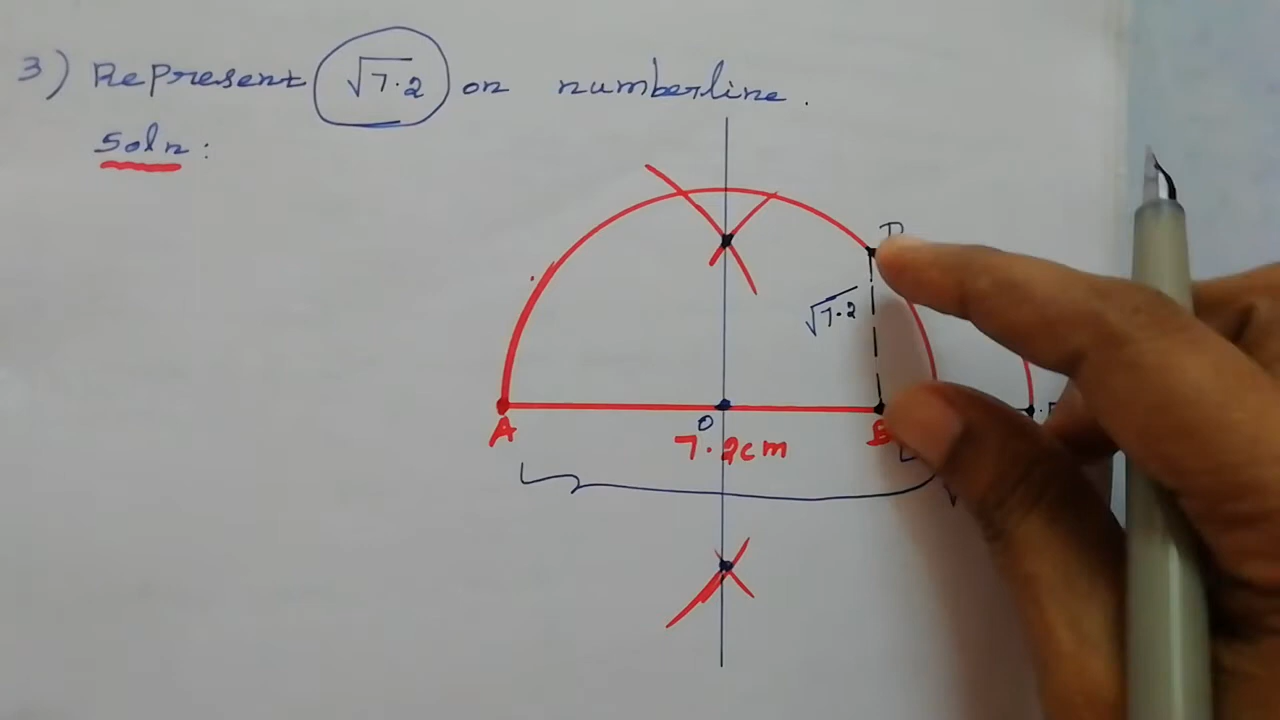 3) Represent √7.2 on numberline.
Soln:
D
√7.2
A
O
B
7.2cm